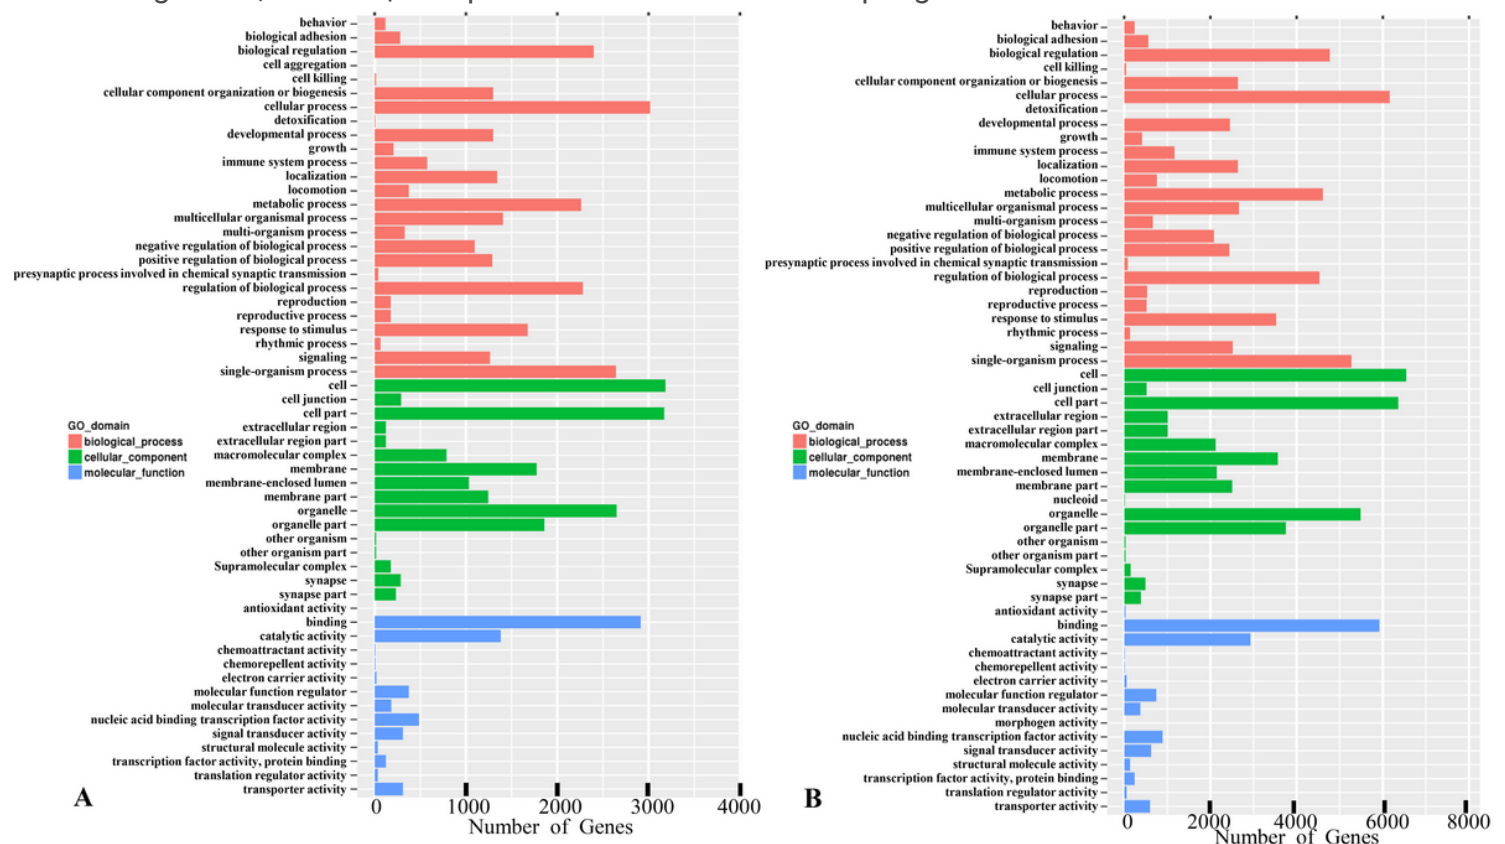 behavior
biological adhesion
biological regulation
cell aggregation
cell killing
cellular component organization or biogenesis
cellular process
detoxification
developmental process
growth
immune system process
localization
locomotion
metabolic process
multicellular organismal process
multi-organism process
negative regulation of biological process
positive regulation of biological process
presynaptic process involved in chemical synaptic transmission
regulation of biological process
reproduction
reproductive process
response to stimulus
rhythmic process
signaling
single-organism process
cell
cell junction
cell part
extracellular region
extracellular region part
macromolecular complex
membrane
membrane-enclosed lumen
membrane part
organelle
organelle part
other organism
other organism part
Supramolecular complex
synapse
synapse part
antioxidant activity
binding
catalytic activity
chemoattractant activity
chemorepellent activity
electron carrier activity
molecular function regulator
molecular transducer activity
nucleic acid binding transcription factor activity
signal transducer activity
structural molecule activity
transcription factor activity, protein binding
translation regulator activity
transporter activity
GO_domain
biological_process
cellular_component
molecular_function
A
0 1000 2000 3000 4000
Number of Genes
behavior
biological adhesion
biological regulation
cell killing
cellular component organization or biogenesis
cellular process
detoxification
developmental process
growth
immune system process
localization
locomotion
metabolic process
multicellular organismal process
multi-organism process
negative regulation of biological process
positive regulation of biological process
presynaptic process involved in chemical synaptic transmission
regulation of biological process
reproduction
reproductive process
response to stimulus
rhythmic process
signaling
single-organism process
cell
cell junction
cell part
extracellular region
extracellular region part
macromolecular complex
membrane
membrane-enclosed lumen
membrane part
nucleoid
organelle
organelle part
other organism
other organism part
Supramolecular complex
synapse
synapse part
antioxidant activity
binding
catalytic activity
chemoattractant activity
chemorepellent activity
electron carrier activity
molecular function regulator
molecular transducer activity
morphogen activity
nucleic acid binding transcription factor activity
signal transducer activity
structural molecule activity
transcription factor activity, protein binding
translation regulator activity
transporter activity
GO_domain
biological_process
cellular_component
molecular_function
B
0 2000 4000 6000 8000
Number of Genes